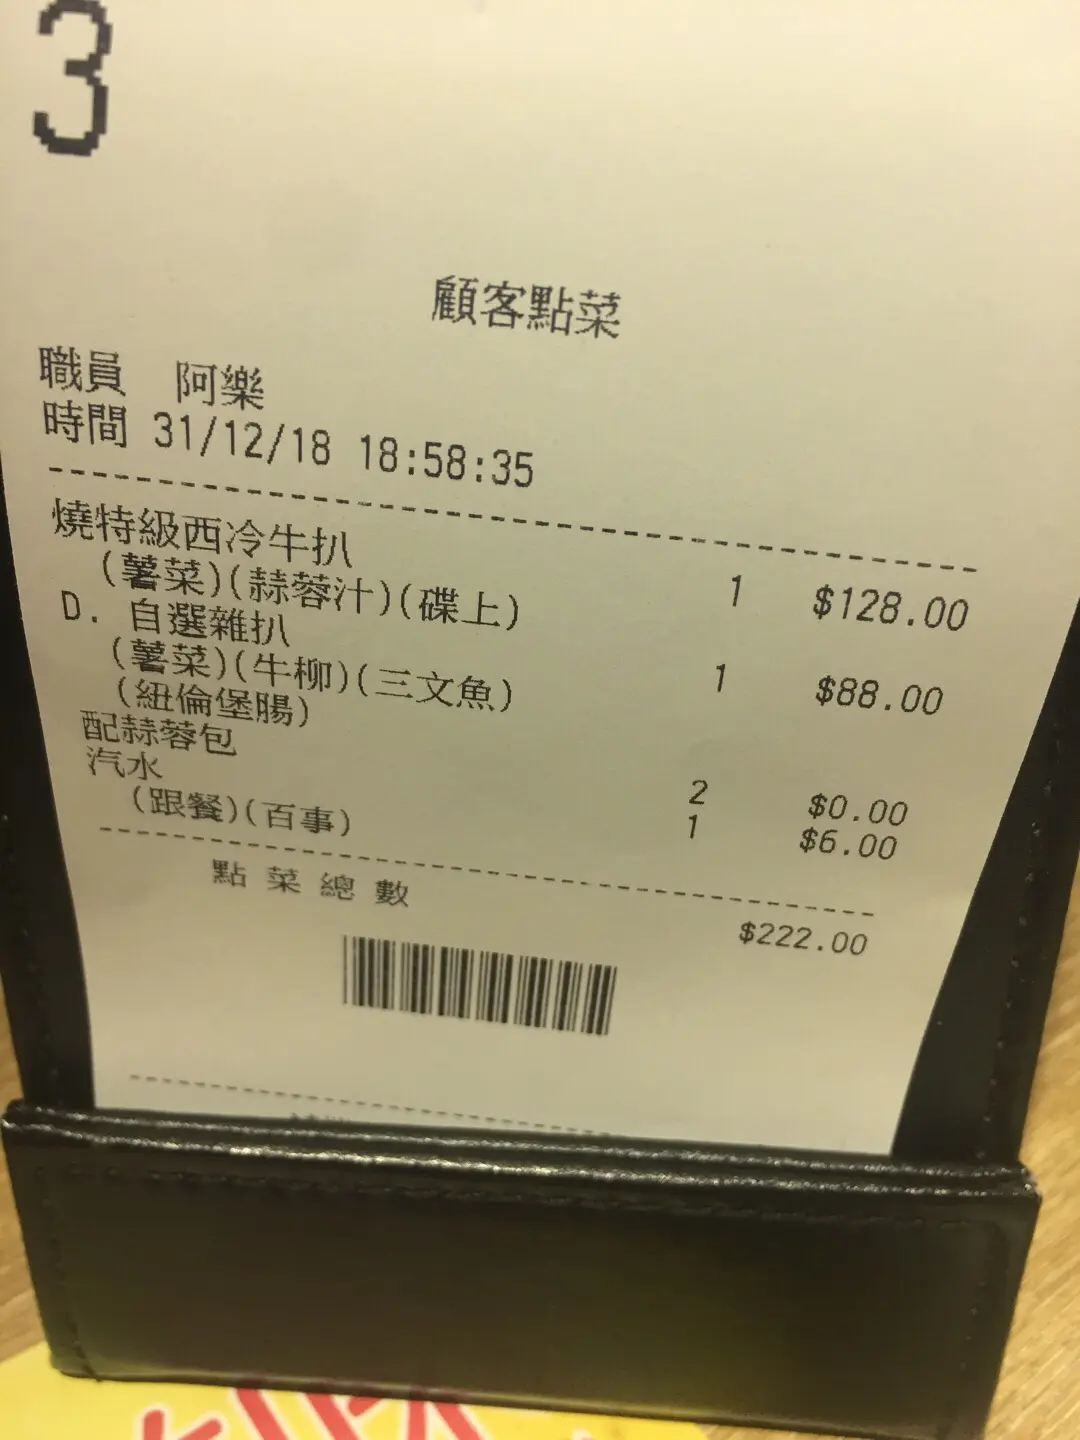 3
顧客點菜
職員 阿樂
時間 31/12/18 18:58:35
燒特級西冷牛扒
(薯菜)(蒜蓉汁)(碟上) 1 $128.00
D. 自選雜扒
(薯菜)(牛柳)(三文魚) 1 $88.00
(紐倫堡腸)
配蒜蓉包 2 $0.00
汽水 1 $6.00
(跟餐)(百事)
點菜總數 $222.00